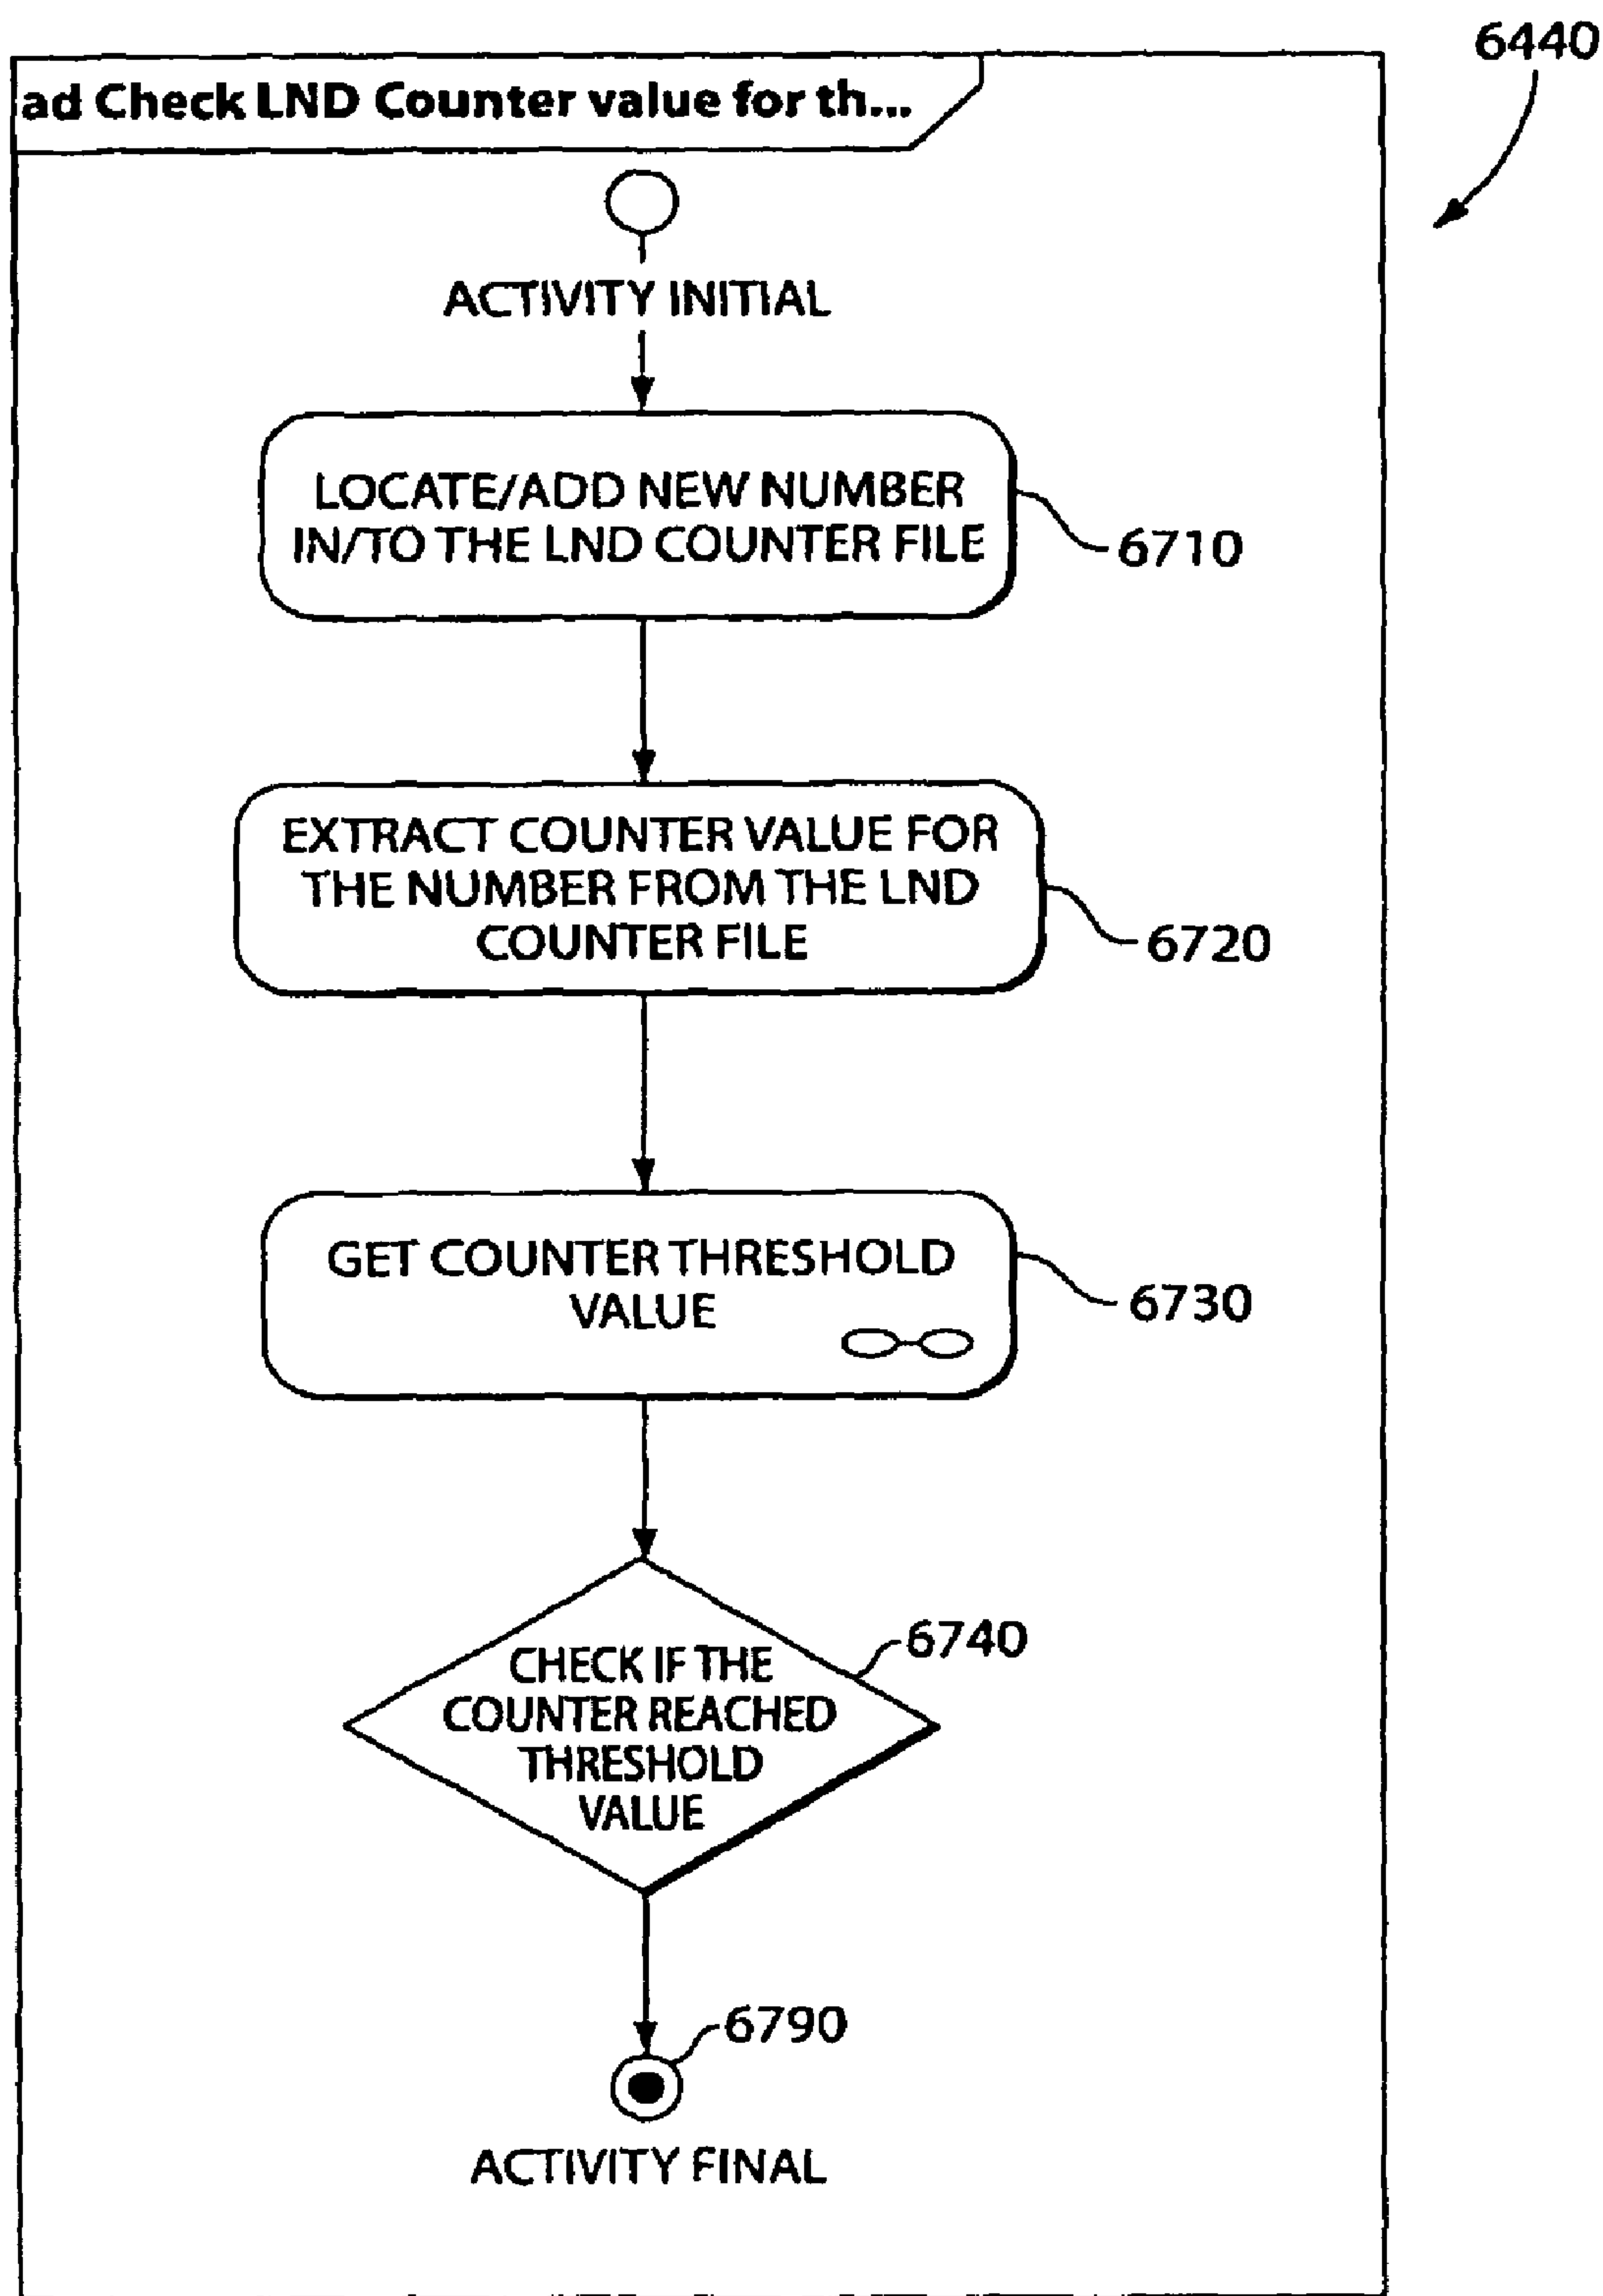 6440
ad Check LND Counter value for th...
ACTIVITY INITIAL
LOCATE/ADD NEW NUMBER
IN/TO THE LND COUNTER FILE
6710
EXTRACT COUNTER VALUE FOR
THE NUMBER FROM THE LND
COUNTER FILE
6720
GET COUNTER THRESHOLD
VALUE
6730
CHECK IF THE
COUNTER REACHED
THRESHOLD
VALUE
6740
6790
ACTIVITY FINAL